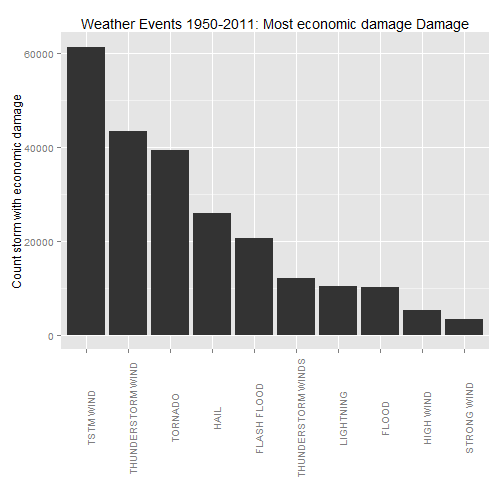 Weather Events 1950-2011: Most economic damage Damage
Count storm with economic damage
60000
40000
20000
0
TSTM WIND
THUNDERSTORM WIND
TORNADO
HAIL
FLASH FLOOD
THUNDERSTORM WINDS
LIGHTNING
FLOOD
HIGH WIND
STRONG WIND